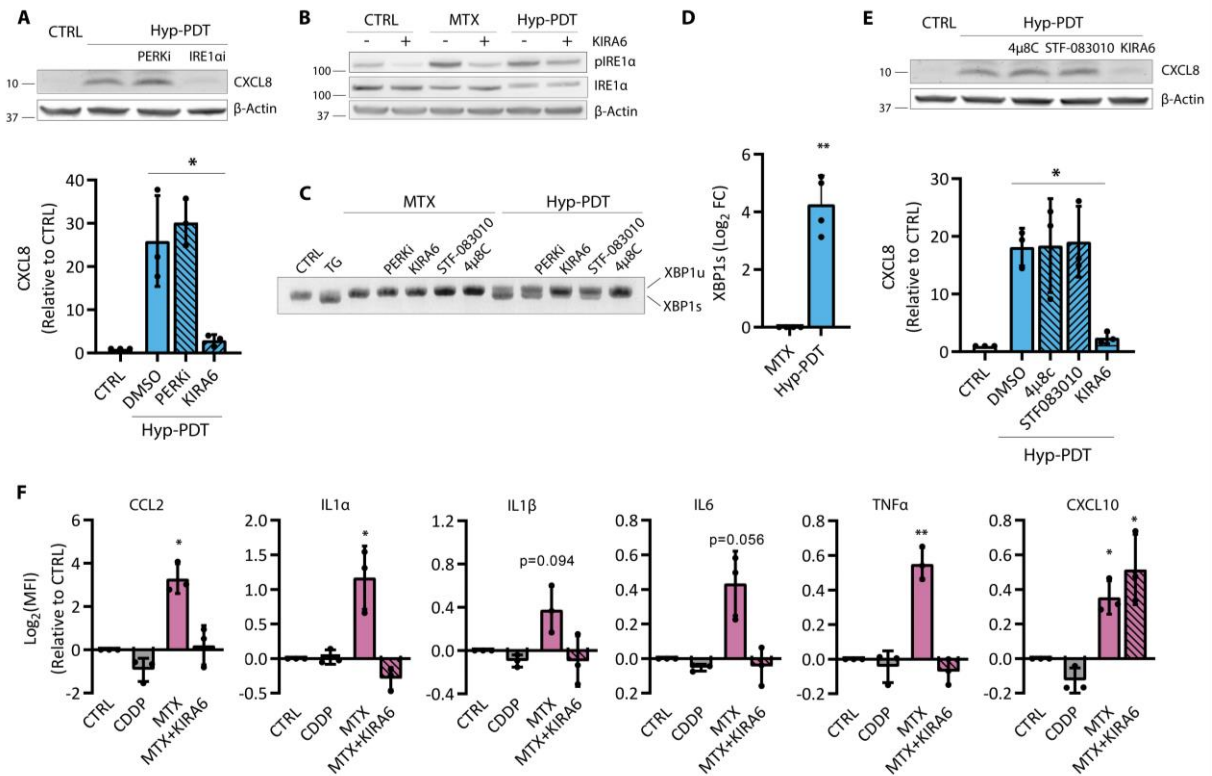 A
CTRL
Hyp-PDT
PERKi
IRE1αi
10
CXCL8
37
β-Actin
*
CXCL8
(Relative to CTRL)
40
30
20
10
0
CTRL
DMSO
PERKi
KIRA6
Hyp-PDT
B
CTRL
MTX
Hyp-PDT
- + - + - + KIRA6
100
pIRE1α
100
IRE1α
37
β-Actin
C
MTX
Hyp-PDT
CTRL
TG
PERKi
KIRA6
STF-083010
4μ8C
PERKi
KIRA6
STF-083010
4μ8C
XBP1u
XBP1s
D
**
XBP1s (Log2 FC)
6
4
2
0
MTX
Hyp-PDT
E
CTRL
Hyp-PDT
4μ8C STF-083010 KIRA6
10
CXCL8
37
β-Actin
*
CXCL8
(Relative to CTRL)
30
20
10
0
CTRL
DMSO
4μ8c
STF083010
KIRA6
Hyp-PDT
F
Log2(MFI)
(Relative to CTRL)
CCL2
6
4
2
0
-2
*
CTRL
CDDP
MTX
MTX+KIRA6
IL1α
2.0
1.5
1.0
0.5
0.0
-0.5
*
CTRL
CDDP
MTX
MTX+KIRA6
IL1β
1.2
0.8
0.4
0.0
-0.4
p=0.094
CTRL
CDDP
MTX
MTX+KIRA6
IL6
0.8
0.6
0.4
0.2
0.0
0.2
p=0.056
CTRL
CDDP
MTX
MTX+KIRA6
TNFα
0.8
0.6
0.4
0.2
0.0
0.2
**
CTRL
CDDP
MTX
MTX+KIRA6
CXCL10
0.8
0.6
0.4
0.2
0.0
-0.2
*
*
CTRL
CDDP
MTX
MTX+KIRA6